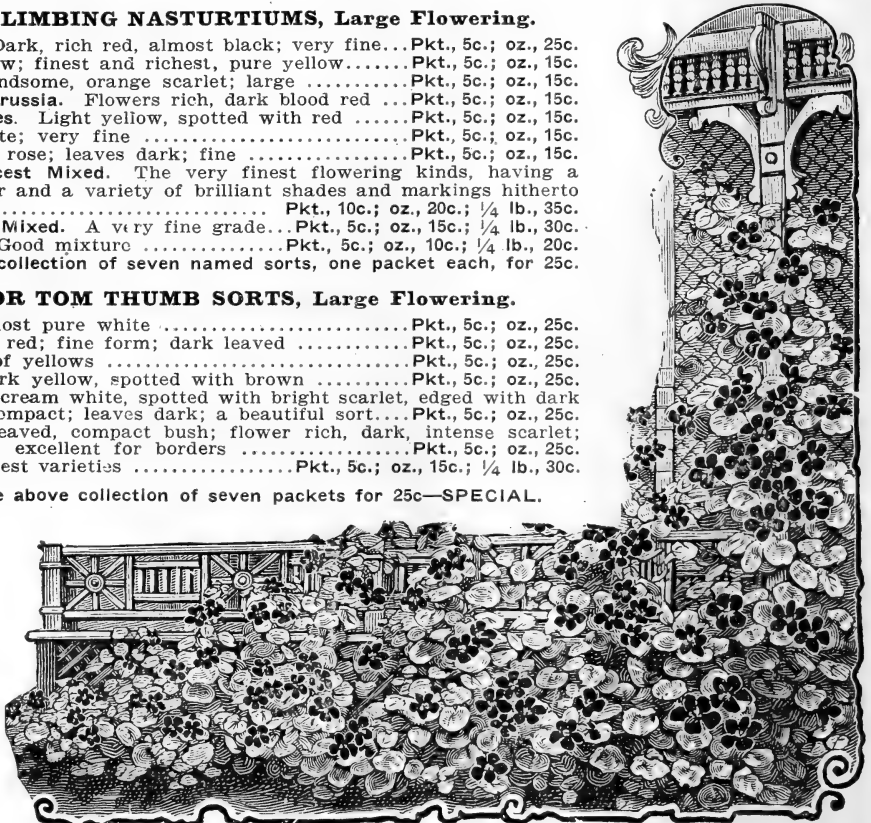 LIMBING NASTURTIUMS, Large Flowering.
Dark, rich red, almost black; very fine...Pkt., 5c.; oz., 25c.
w; finest and richest, pure yellow.......Pkt., 5c.; oz., 15c.
ndsome, orange scarlet; large ...........Pkt., 5c.; oz., 15c.
russia. Flowers rich, dark blood red ...Pkt., 5c.; oz., 15c.
es. Light yellow, spotted with red ......Pkt., 5c.; oz., 15c.
te; very fine ............................Pkt., 5c.; oz., 15c.
rose; leaves dark; fine ................Pkt., 5c.; oz., 15c.
cest Mixed. The very finest flowering kinds, having a
r and a variety of brilliant shades and markings hitherto
.......................... Pkt., 10c.; oz., 20c.; ¼ lb., 35c.
Mixed. A very fine grade...Pkt., 5c.; oz., 15c.; ¼ lb., 30c.
Good mixture ..............Pkt., 5c.; oz., 10c.; ¼ lb., 20c.
collection of seven named sorts, one packet each, for 25c.
OR TOM THUMB SORTS, Large Flowering.
ost pure white .........................Pkt., 5c.; oz., 25c.
red; fine form; dark leaved ...........Pkt., 5c.; oz., 25c.
of yellows ..............................Pkt., 5c.; oz., 25c.
rk yellow, spotted with brown .........Pkt., 5c.; oz., 25c.
cream white, spotted with bright scarlet, edged with dark
ompact; leaves dark; a beautiful sort....Pkt., 5c.; oz., 25c.
eaved, compact bush; flower rich, dark, intense scarlet;
excellent for borders .................Pkt., 5c.; oz., 25c.
est varieties ................Pkt., 5c.; oz., 15c.; ¼ lb., 30c.
e above collection of seven packets for 25c—SPECIAL.